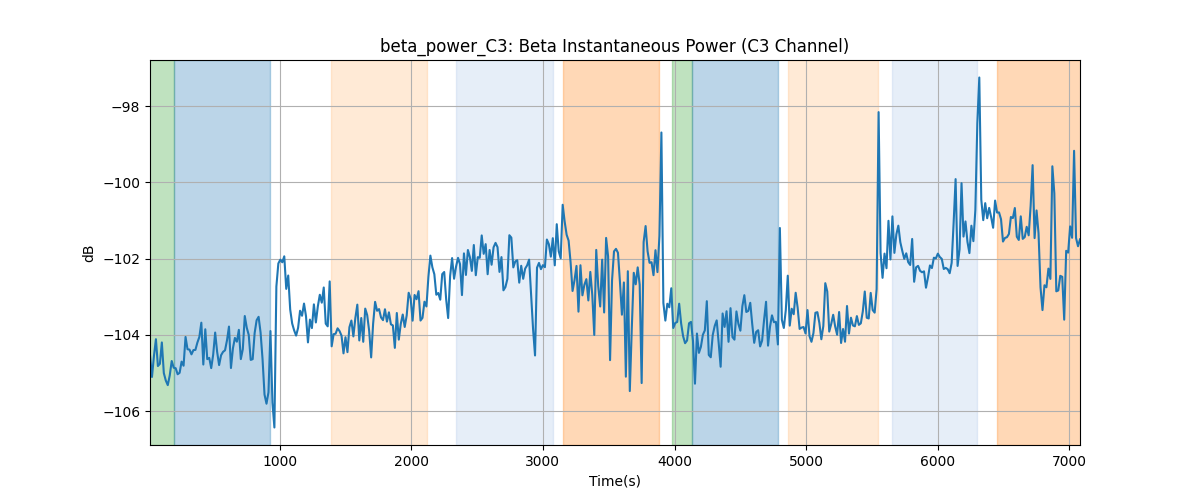 beta_power_C3: Beta Instantaneous Power (C3 Channel)
dB
−98
−100
−102
−104
−106
1000 2000 3000 4000 5000 6000 7000
Time(s)